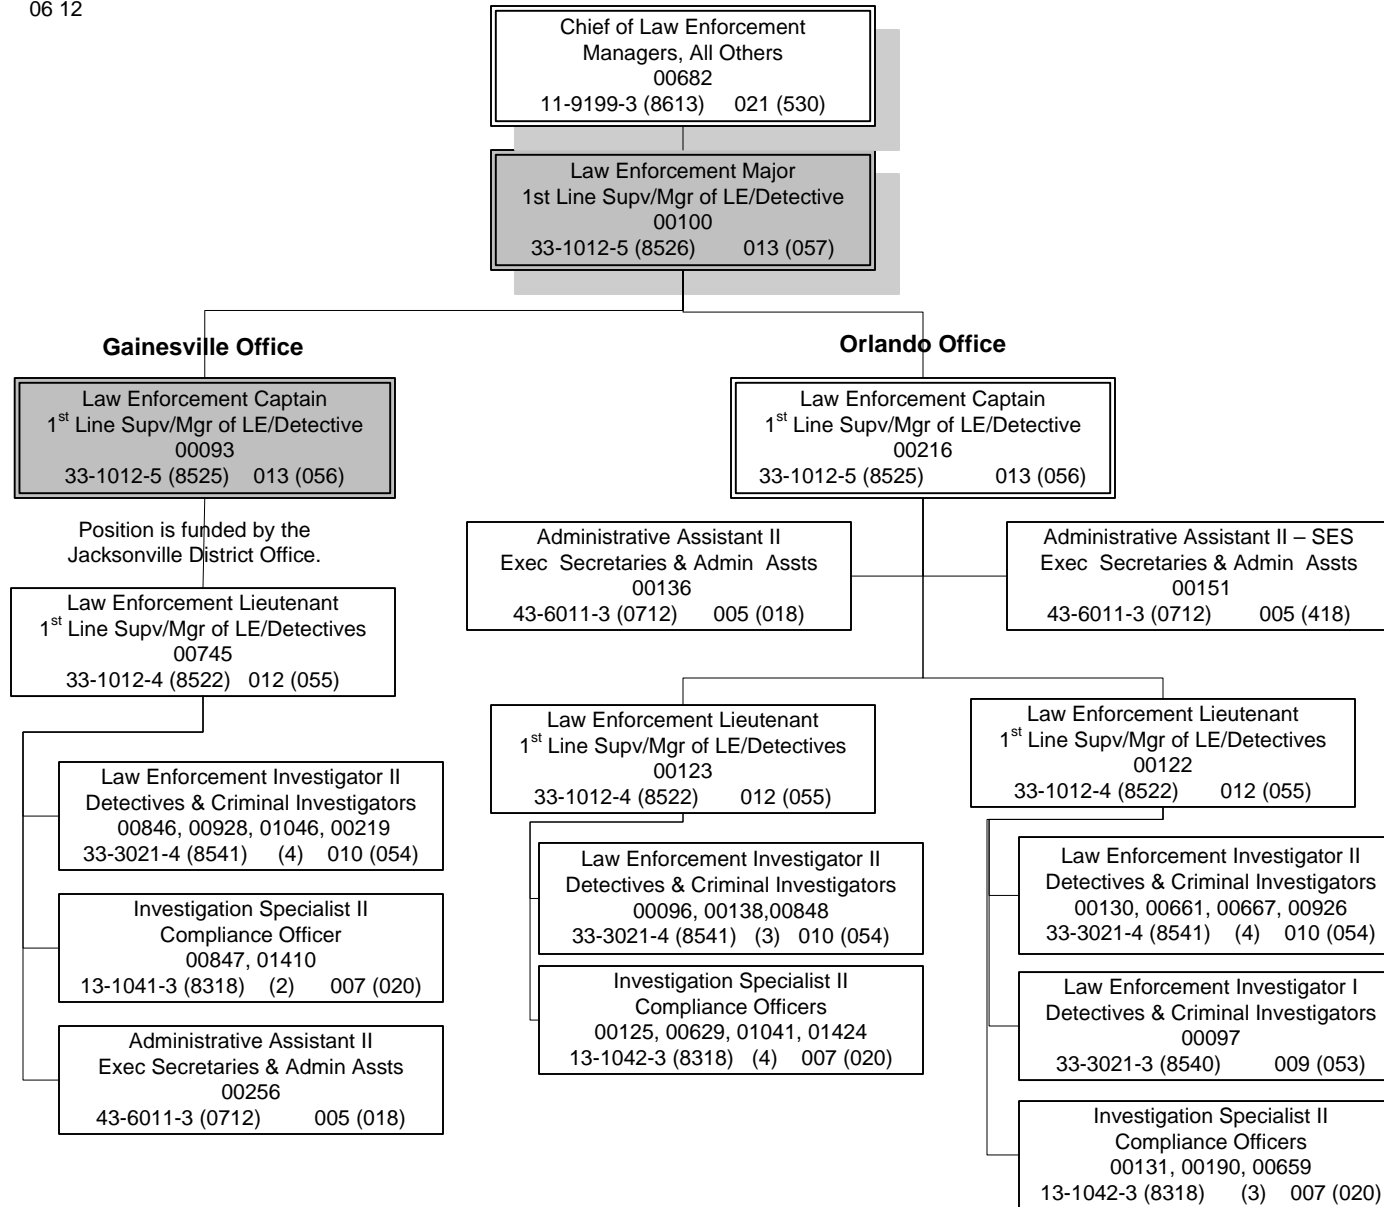 06 12
Chief of Law Enforcement
Managers, All Others
00682
11-9199-3 (8613) 021 (530)
Law Enforcement Major
1st Line Supv/Mgr of LE/Detective
00100
33-1012-5 (8526) 013 (057)
Gainesville Office
Law Enforcement Captain
1st Line Supv/Mgr of LE/Detective
00093
33-1012-5 (8525) 013 (056)
Position is funded by the
Jacksonville District Office.
Law Enforcement Lieutenant
1st Line Supv/Mgr of LE/Detectives
00745
33-1012-4 (8522) 012 (055)
Law Enforcement Investigator II
Detectives & Criminal Investigators
00846, 00928, 01046, 00219
33-3021-4 (8541) (4) 010 (054)
Investigation Specialist II
Compliance Officer
00847, 01410
13-1041-3 (8318) (2) 007 (020)
Administrative Assistant II
Exec Secretaries & Admin Assts
00256
43-6011-3 (0712) 005 (018)
Orlando Office
Law Enforcement Captain
1st Line Supv/Mgr of LE/Detective
00216
33-1012-5 (8525) 013 (056)
Administrative Assistant II
Exec Secretaries & Admin Assts
00136
43-6011-3 (0712) 005 (018)
Administrative Assistant II – SES
Exec Secretaries & Admin Assts
00151
43-6011-3 (0712) 005 (418)
Law Enforcement Lieutenant
1st Line Supv/Mgr of LE/Detectives
00123
33-1012-4 (8522) 012 (055)
Law Enforcement Investigator II
Detectives & Criminal Investigators
00096, 00138,00848
33-3021-4 (8541) (3) 010 (054)
Investigation Specialist II
Compliance Officers
00125, 00629, 01041, 01424
13-1042-3 (8318) (4) 007 (020)
Law Enforcement Lieutenant
1st Line Supv/Mgr of LE/Detectives
00122
33-1012-4 (8522) 012 (055)
Law Enforcement Investigator II
Detectives & Criminal Investigators
00130, 00661, 00667, 00926
33-3021-4 (8541) (4) 010 (054)
Law Enforcement Investigator I
Detectives & Criminal Investigators
00097
33-3021-3 (8540) 009 (053)
Investigation Specialist II
Compliance Officers
00131, 00190, 00659
13-1042-3 (8318) (3) 007 (020)